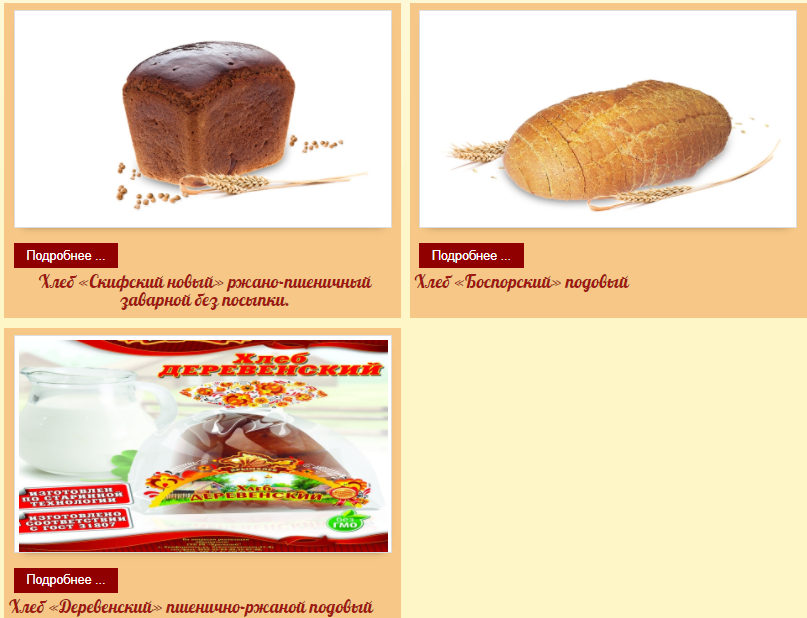 Подробнее ...
Хлеб «Скифский новый» ржано-пшеничный
заварной без посыпки.
Подробнее ...
Хлеб «Боспорский» подовый
Хлеб
ДЕРЕВЕНСКИЙ
Хлеб
ДЕРЕВЕНСКИЙ
ИЗГОТОВЛЕН
ПО СТАРИННОЙ
ТЕХНОЛОГИИ
ИЗГОТОВЛЕНО
В СООТВЕТСТВИИ
С ГОСТ 31807
БЕЗ
ГМО
Подробнее ...
Хлеб «Деревенский» пшенично-ржаной подовый